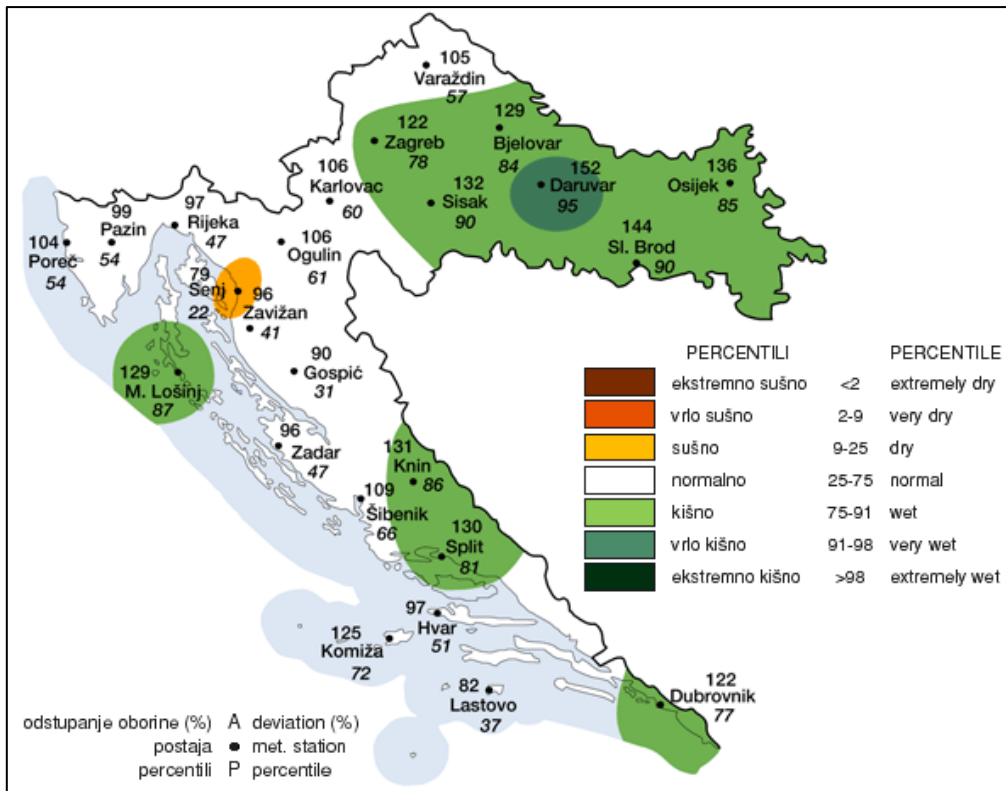 105
Varaždin
57
122
Zagreb
78
129
Bjelovar
84
152
Daruvar
95
136
Osijek
85
106
Karlovac
60
132
Sisak
90
144
Sl. Brod
90
97
Rijeka
47
99
Pazin
54
104
Poreč
54
106
Ogulin
61
79
Senj
22
96
Zavižan
41
129
M. Lošinj
87
90
Gospić
31
96
Zadar
47
131
Knin
86
109
Šibenik
66
130
Split
81
97
Hvar
51
125
Komiža
72
82
Lastovo
37
122
Dubrovnik
77
PERCENTILI PERCENTILE
ekstremno sušno <2 extremely dry
vrlo sušno 2-9 very dry
sušno 9-25 dry
normalno 25-75 normal
kišno 75-91 wet
vrlo kišno 91-98 very wet
ekstremno kišno >98 extremely wet
odstupanje oborine (%) A deviation (%)
postaja met. station
percentili P percentile